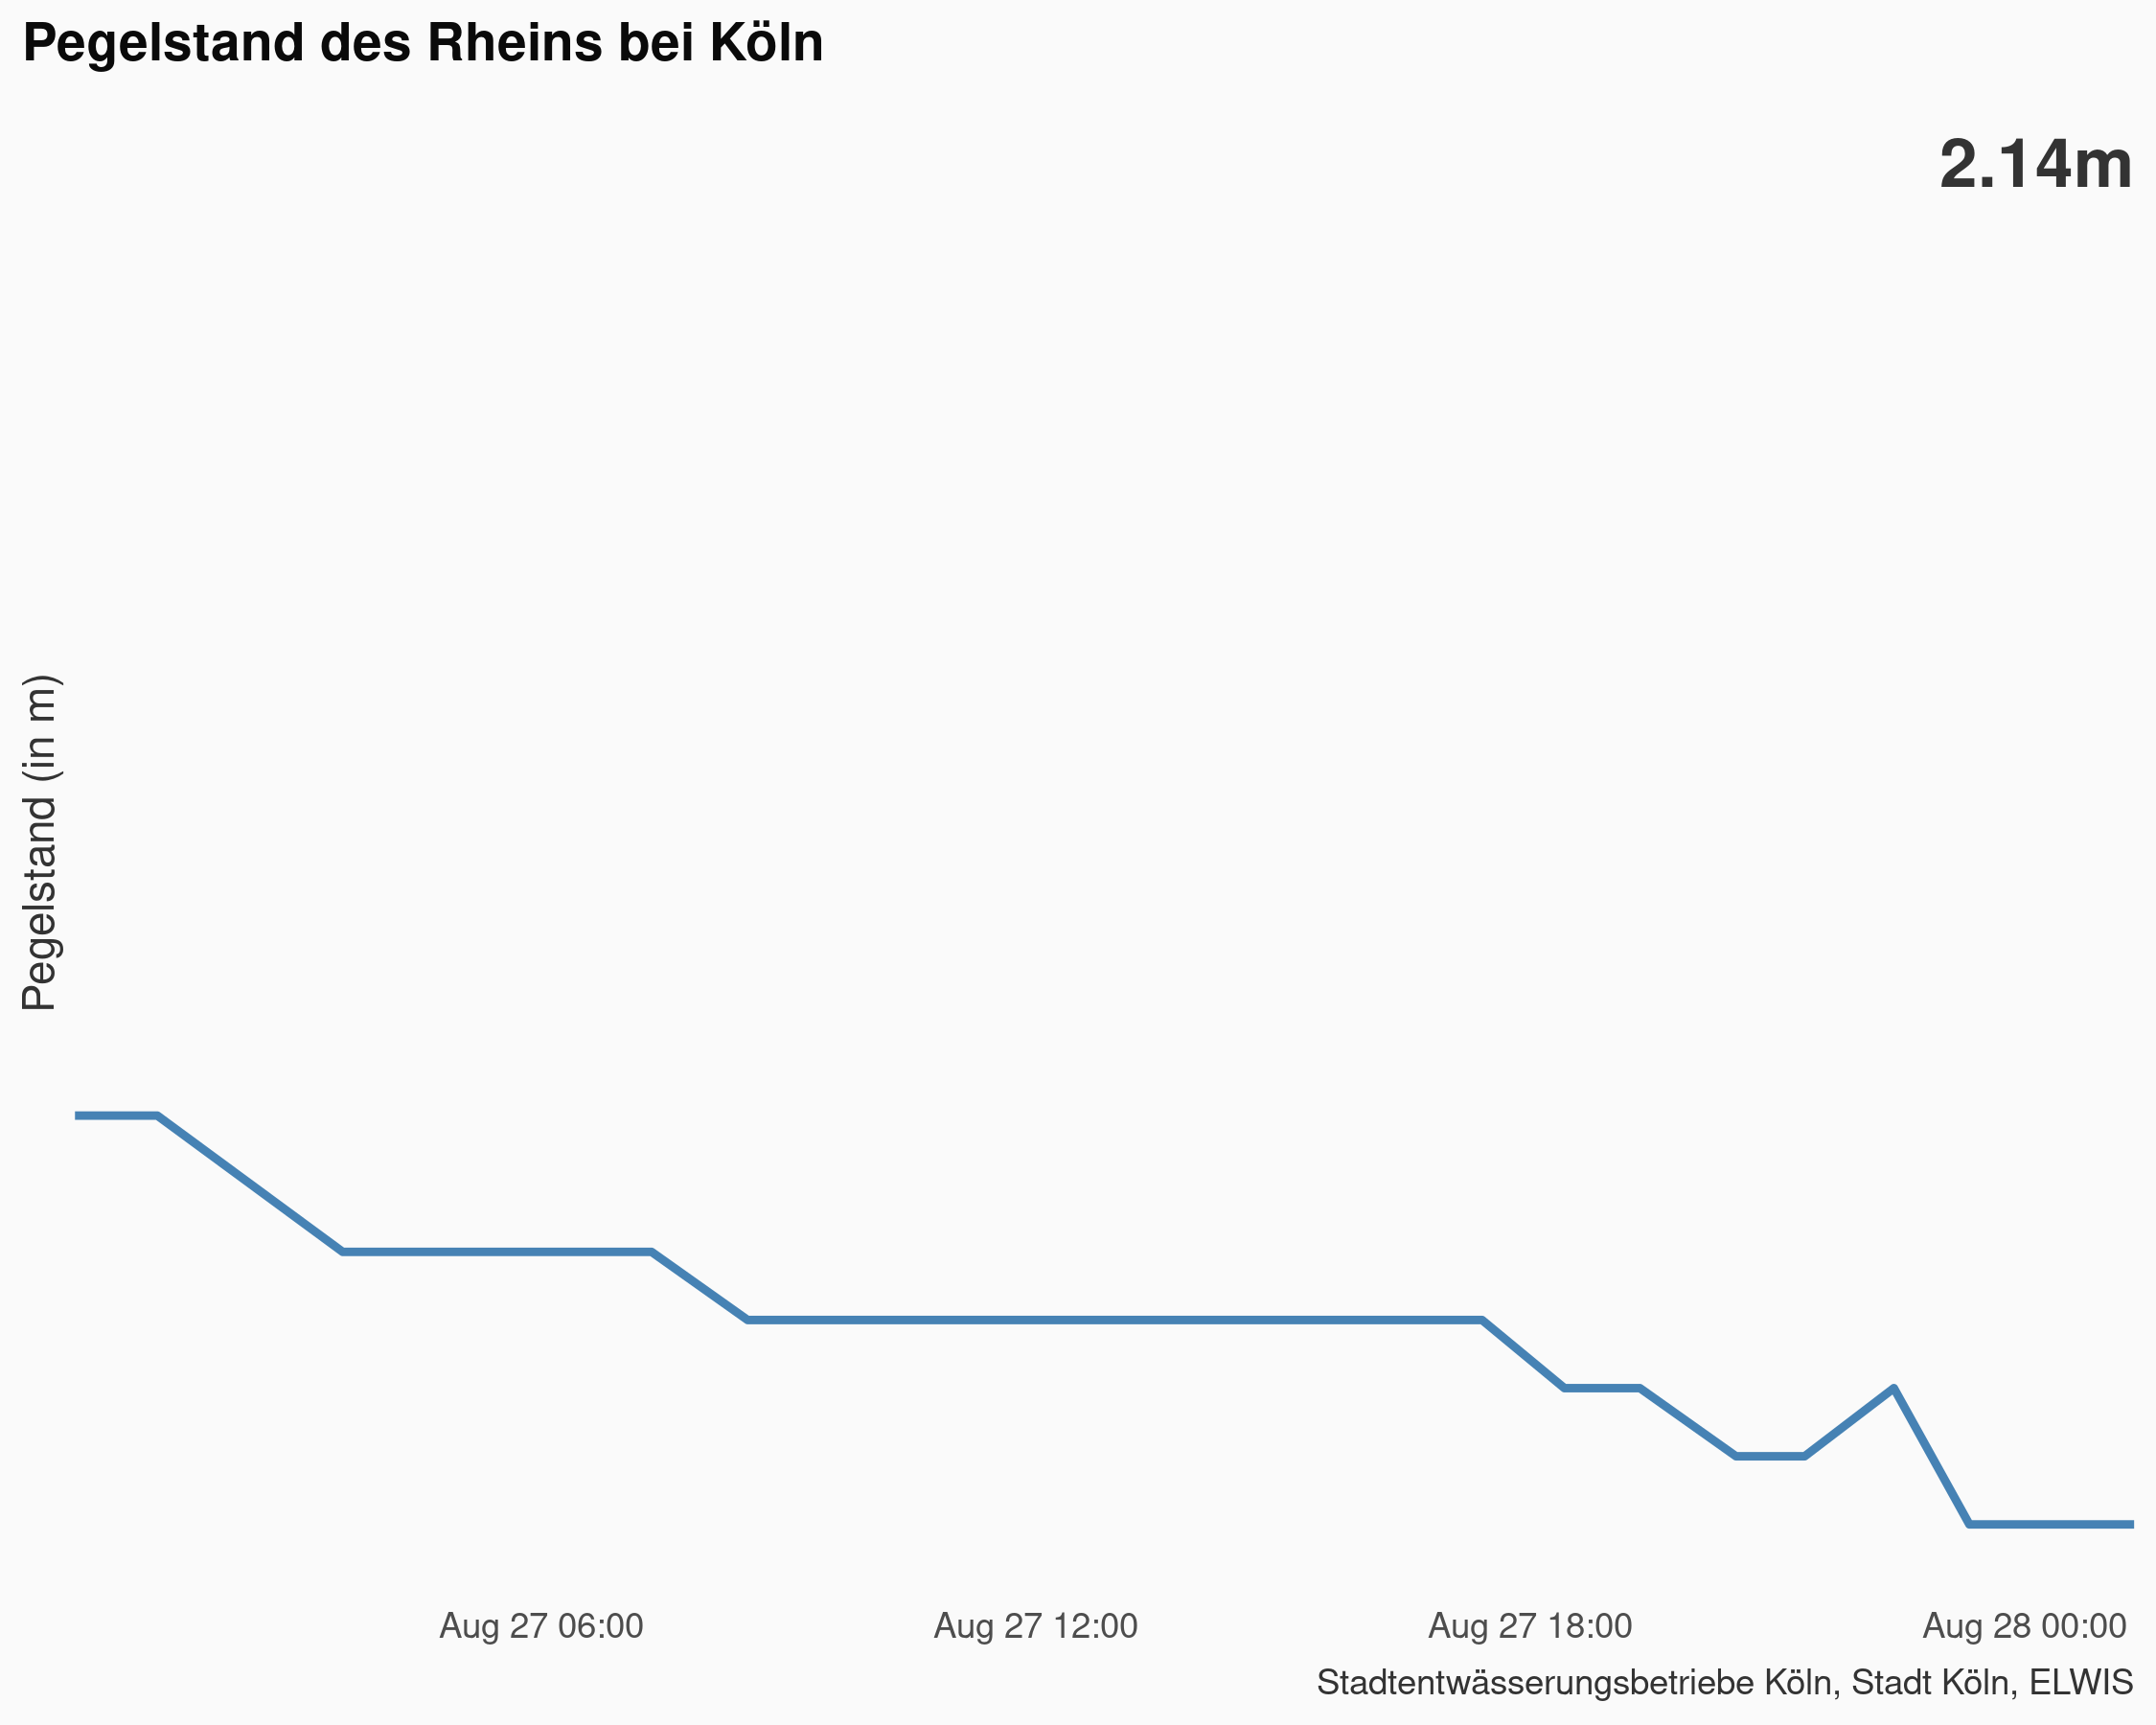 Pegelstand des Rheins bei Köln
2.14m
Pegelstand (in m)
Aug 27 06:00 Aug 27 12:00 Aug 27 18:00 Aug 28 00:00
Stadtentwässerungsbetriebe Köln, Stadt Köln, ELWIS